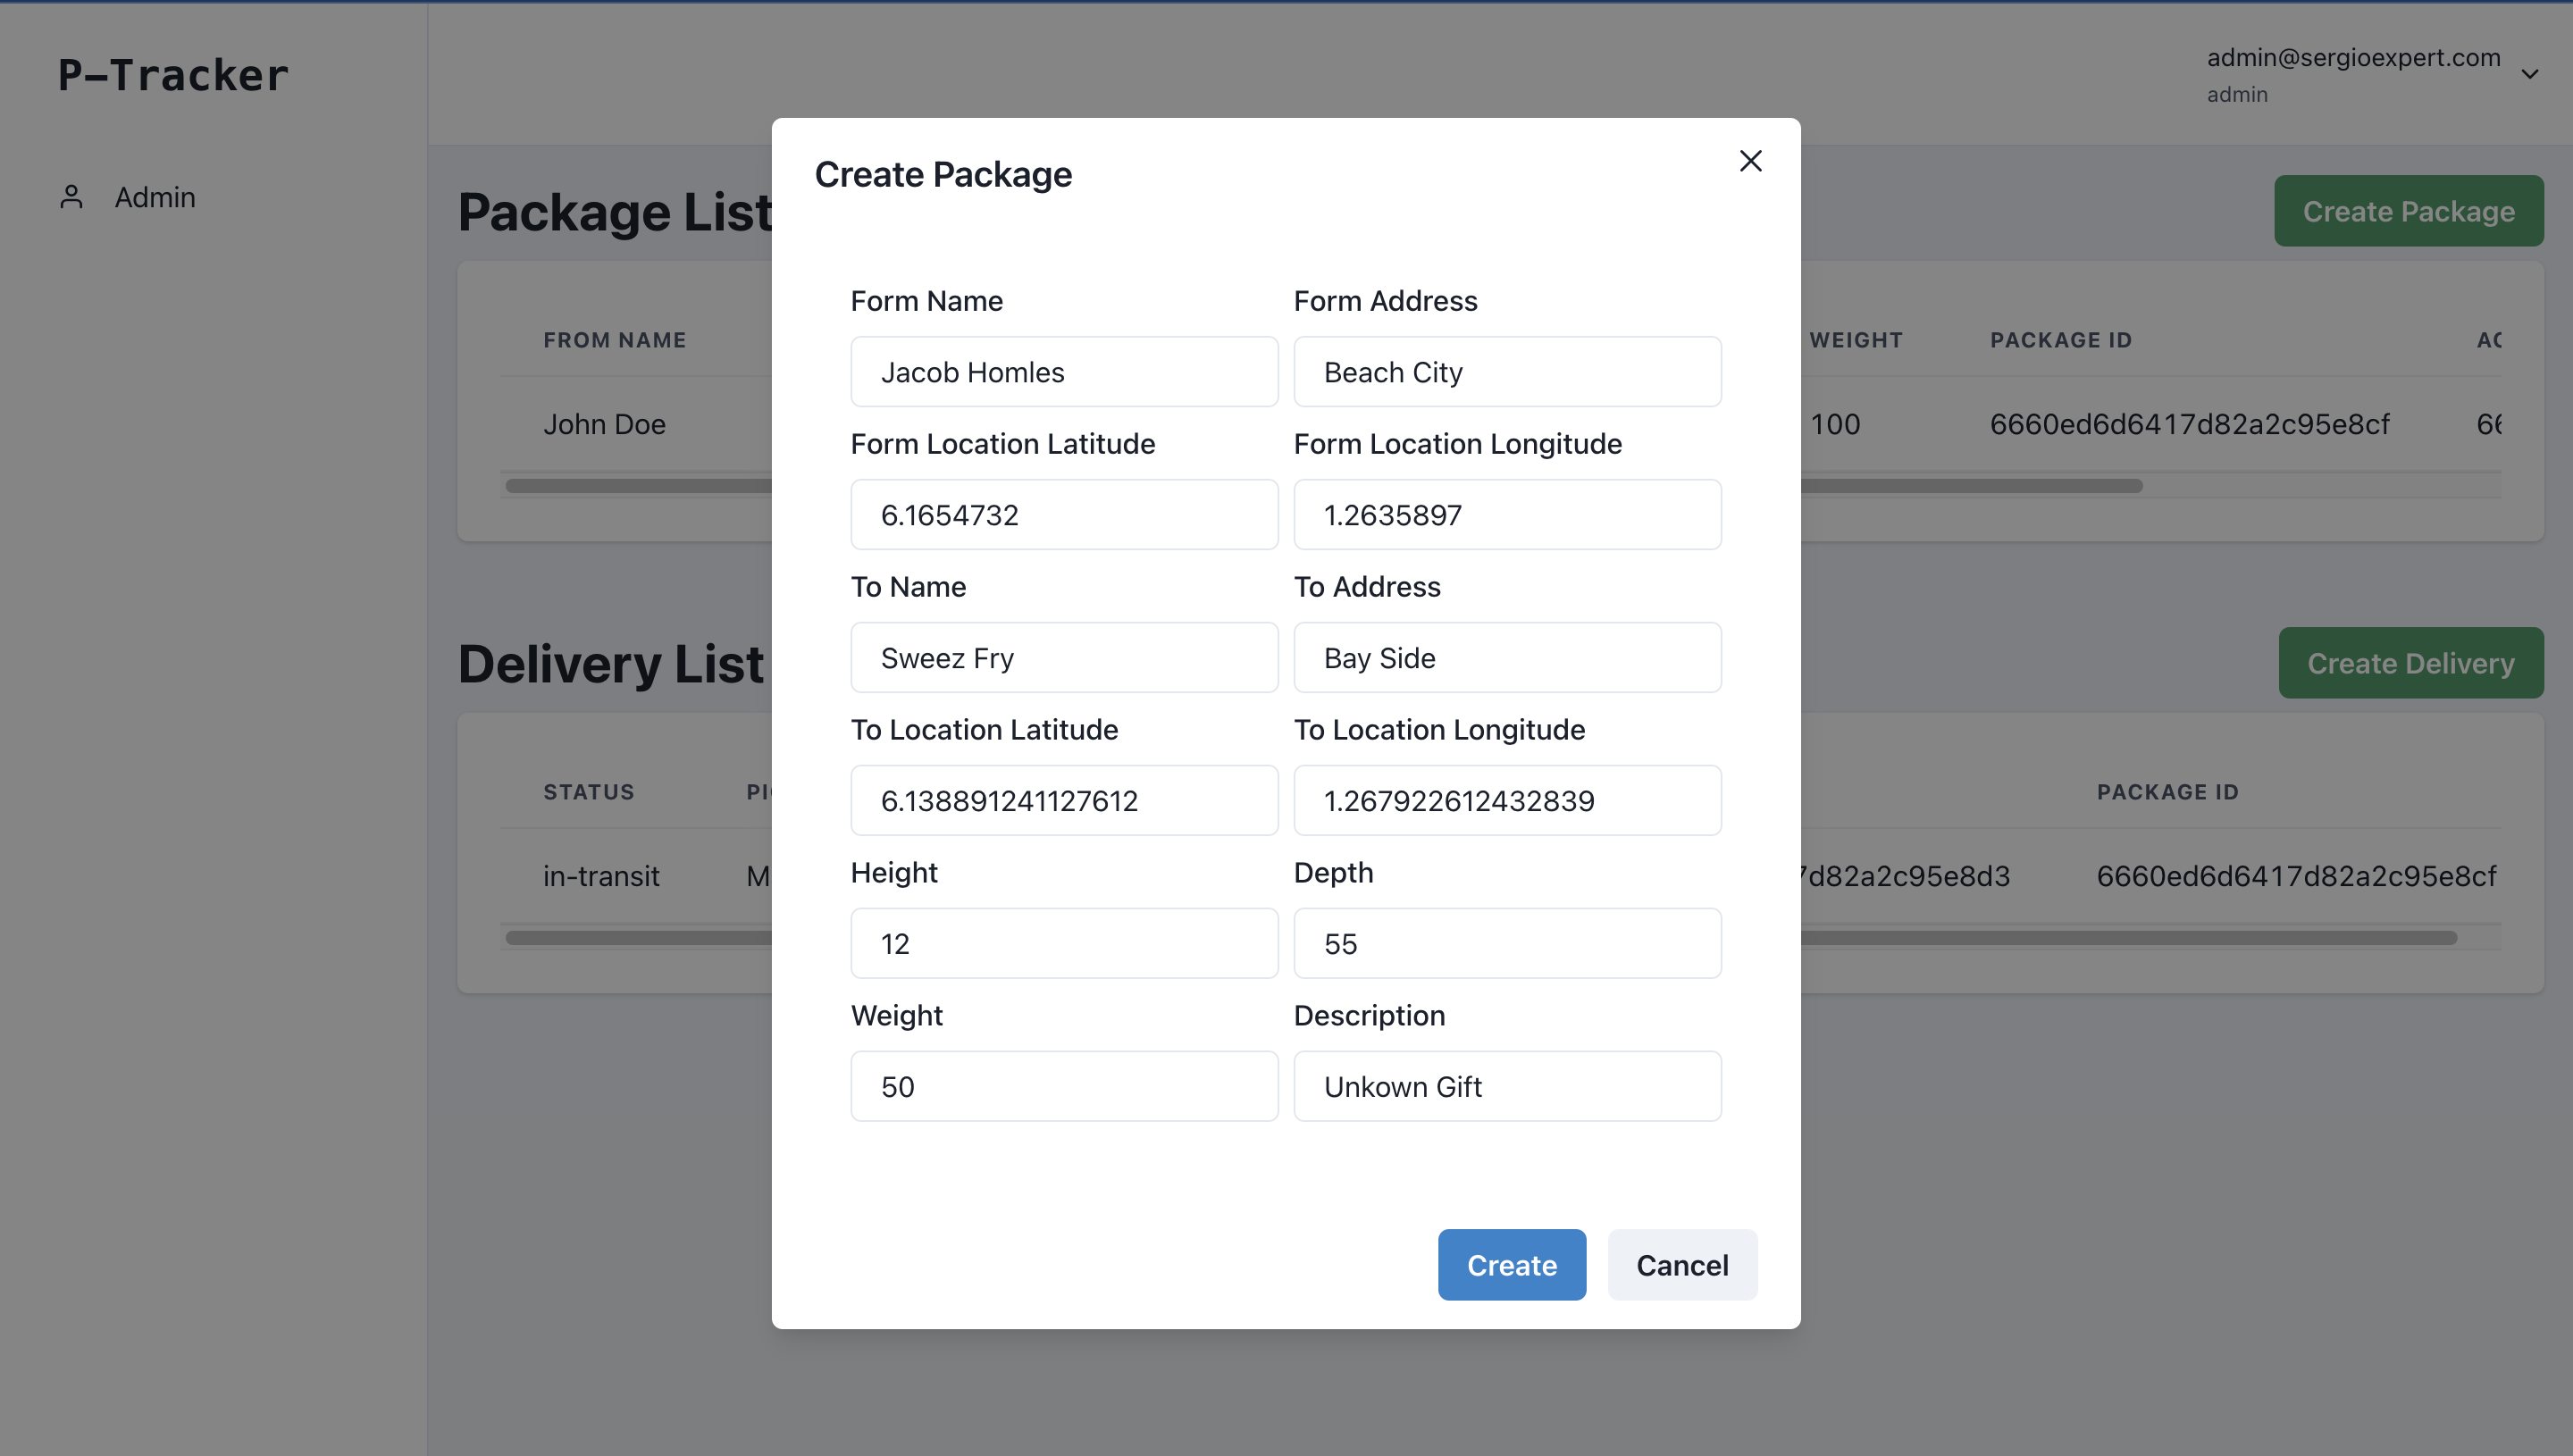 P-Tracker
admin@sergioexpert.com
admin
Admin
Package List
Create Package
FROM NAME
WEIGHT
PACKAGE ID
John Doe
100
6660ed6d6417d82a2c95e8cf
Delivery List
Create Delivery
STATUS
PACKAGE ID
in-transit
7d82a2c95e8d3
6660ed6d6417d82a2c95e8cf
Create Package
Form Name
Form Address
Jacob Homles
Beach City
Form Location Latitude
Form Location Longitude
6.1654732
1.2635897
To Name
To Address
Sweez Fry
Bay Side
To Location Latitude
To Location Longitude
6.138891241127612
1.267922612432839
Height
Depth
12
55
Weight
Description
50
Unkown Gift
Create
Cancel